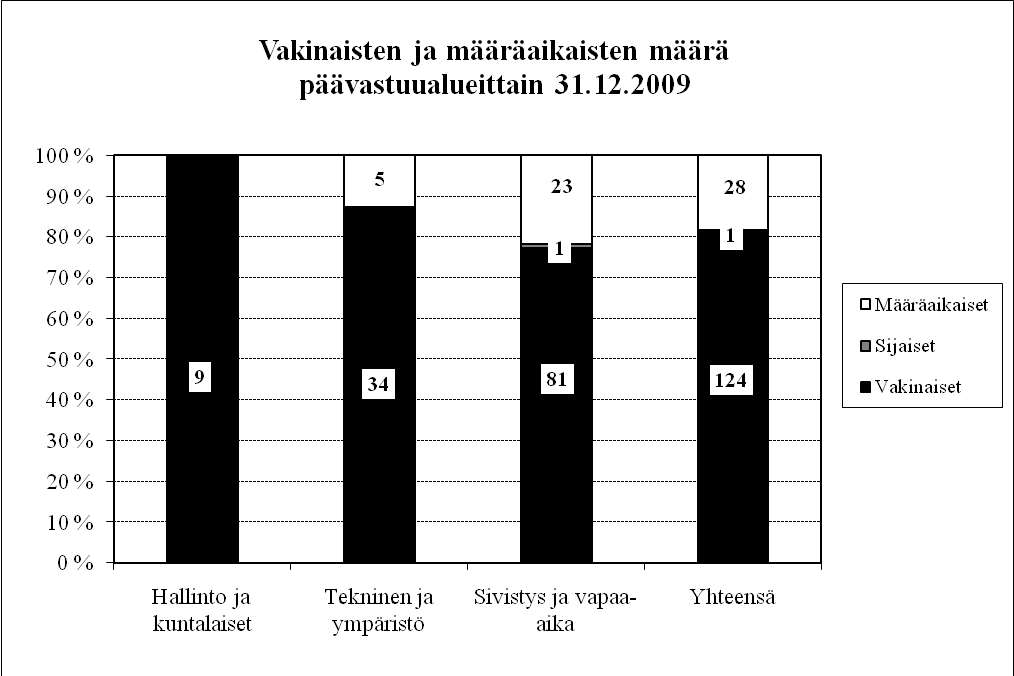 Vakinaisten ja määräaikaisten määrä
päävastuualueittain 31.12.2009
100 %
90 %
80 %
70 %
60 %
50 %
40 %
30 %
20 %
10 %
0 %
5
23
28
1
1
9
34
81
124
Hallinto ja
kuntalaiset
Tekninen ja
ympäristö
Sivistys ja vapaa-
aika
Yhteensä
Määräaikaiset
Sijaiset
Vakinaiset